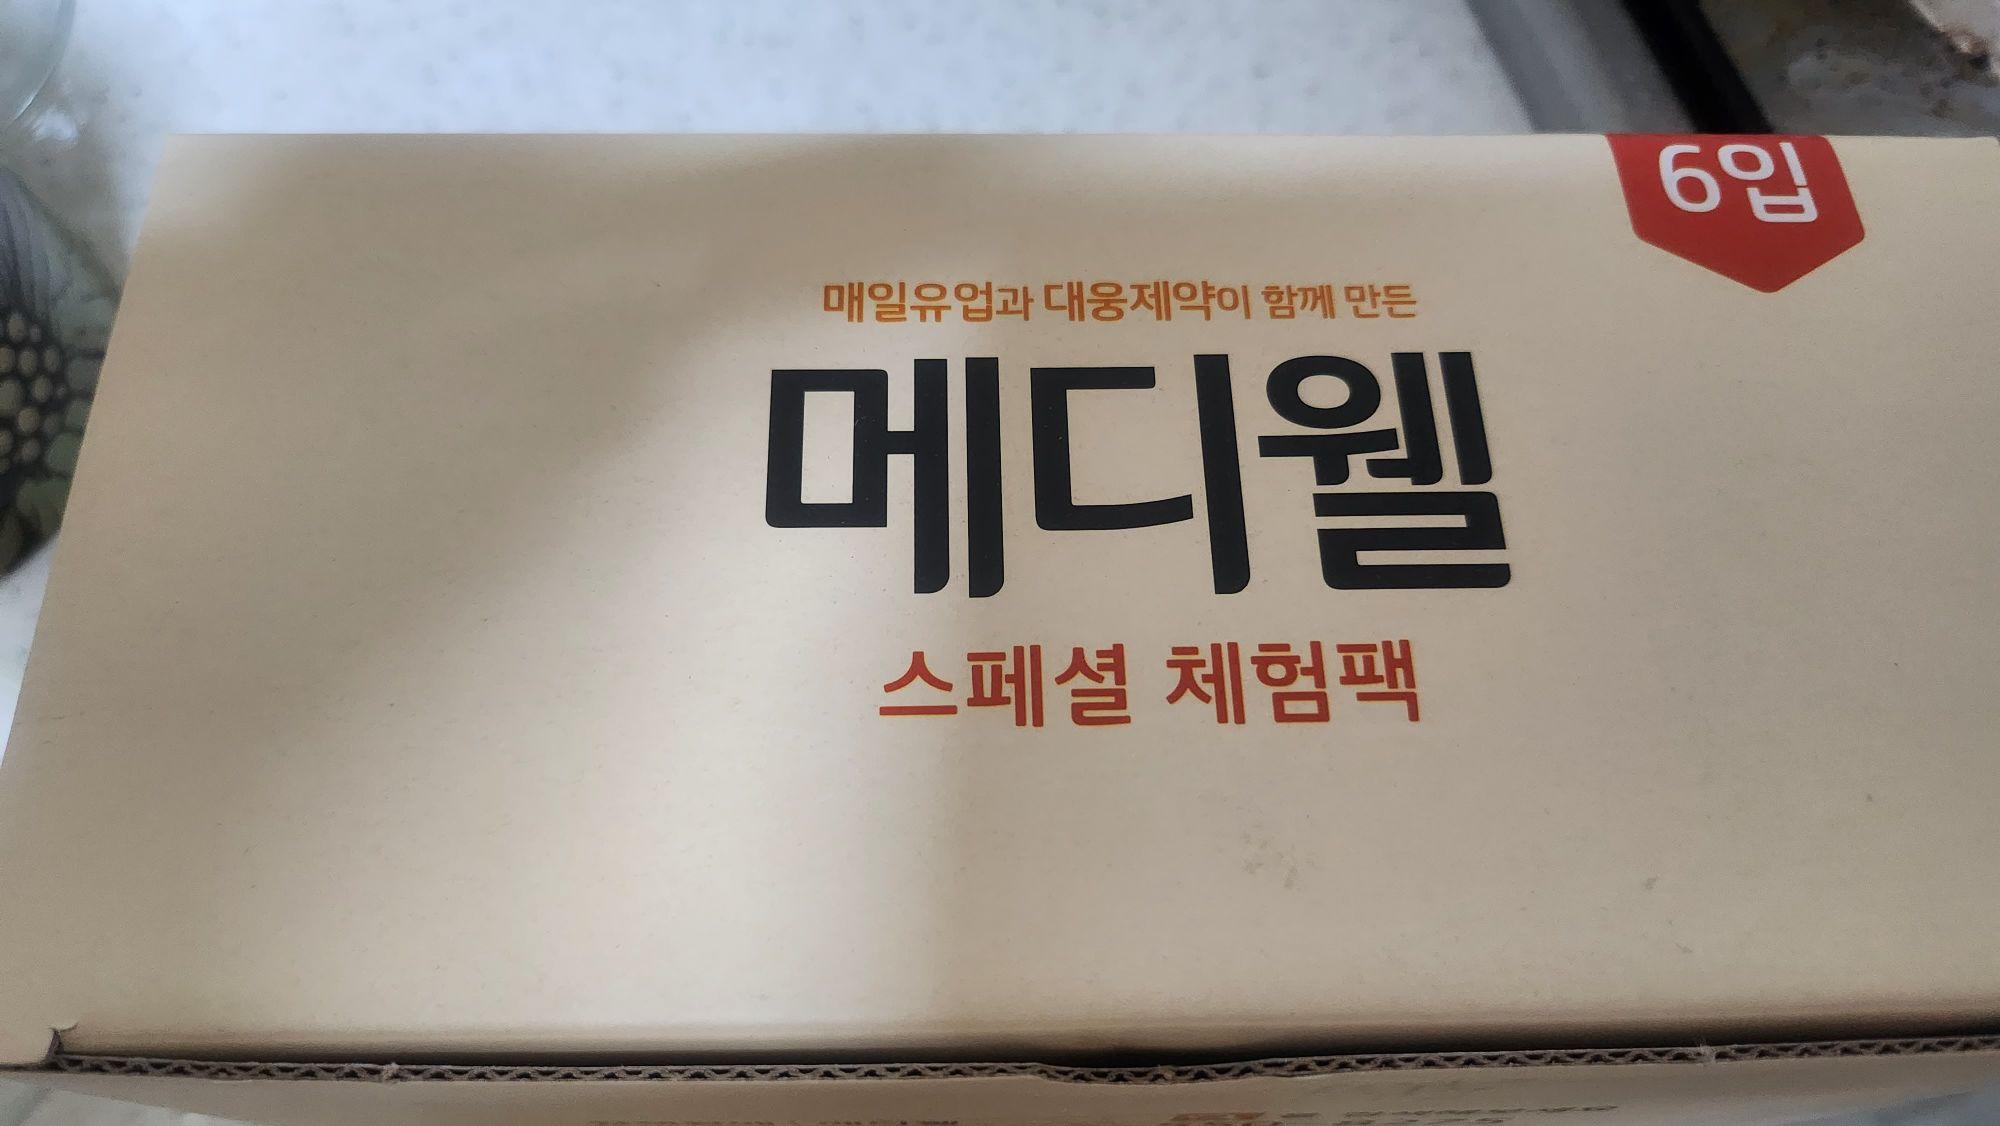 6입
매일유업과 대웅제약이 함께 만든
메디웰
스페셜 체험팩